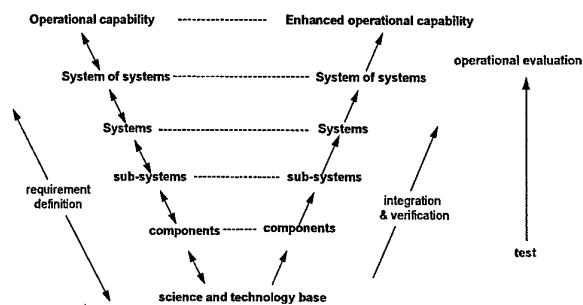 Operational capability Enhanced operational capability
System of systems System of systems
operational evaluation
Systems Systems
sub-systems sub-systems
requirement
definition
integration
& verification
components components
test
science and technology base